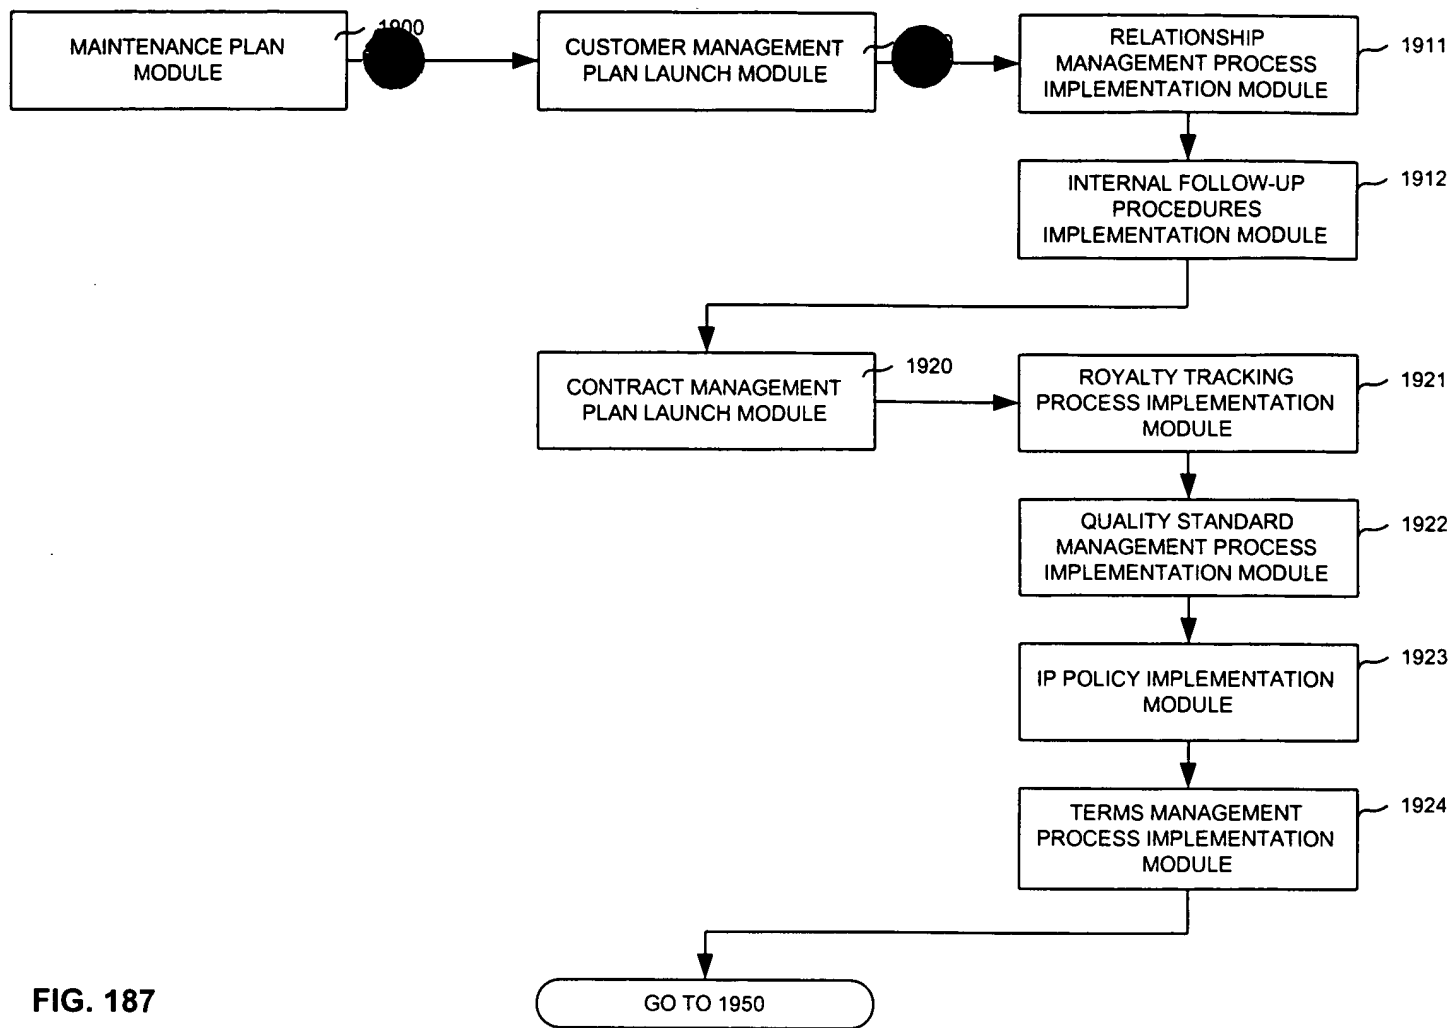 MAINTENANCE PLAN
MODULE
1900
CUSTOMER MANAGEMENT
PLAN LAUNCH MODULE
RELATIONSHIP
MANAGEMENT PROCESS
IMPLEMENTATION MODULE
1911
INTERNAL FOLLOW-UP
PROCEDURES
IMPLEMENTATION MODULE
1912
CONTRACT MANAGEMENT
PLAN LAUNCH MODULE
1920
ROYALTY TRACKING
PROCESS IMPLEMENTATION
MODULE
1921
QUALITY STANDARD
MANAGEMENT PROCESS
IMPLEMENTATION MODULE
1922
IP POLICY IMPLEMENTATION
MODULE
1923
TERMS MANAGEMENT
PROCESS IMPLEMENTATION
MODULE
1924
GO TO 1950
FIG. 187